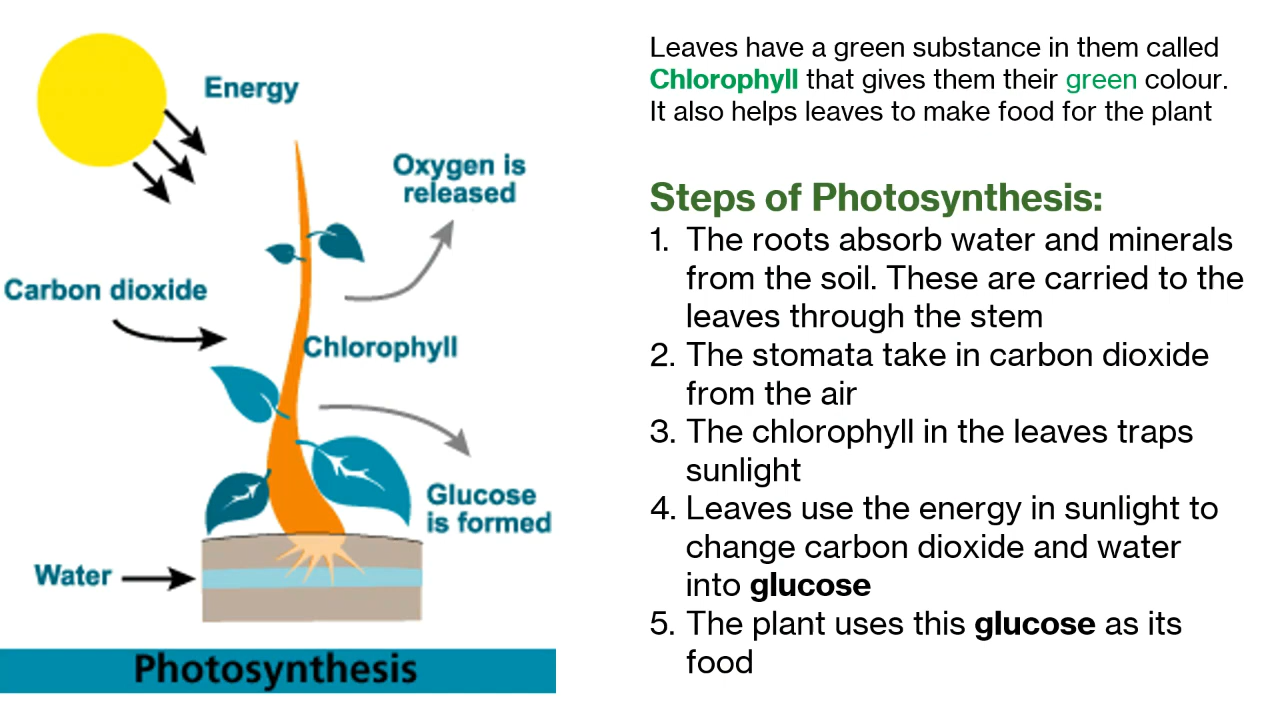 Energy
Oxygen is
released
Carbon dioxide
Chlorophyll
Glucose
is formed
Water
Photosynthesis
Leaves have a green substance in them called
Chlorophyll that gives them their green colour.
It also helps leaves to make food for the plant
Steps of Photosynthesis:
1. The roots absorb water and minerals
from the soil. These are carried to the
leaves through the stem
2. The stomata take in carbon dioxide
from the air
3. The chlorophyll in the leaves traps
sunlight
4. Leaves use the energy in sunlight to
change carbon dioxide and water
into glucose
5. The plant uses this glucose as its
food